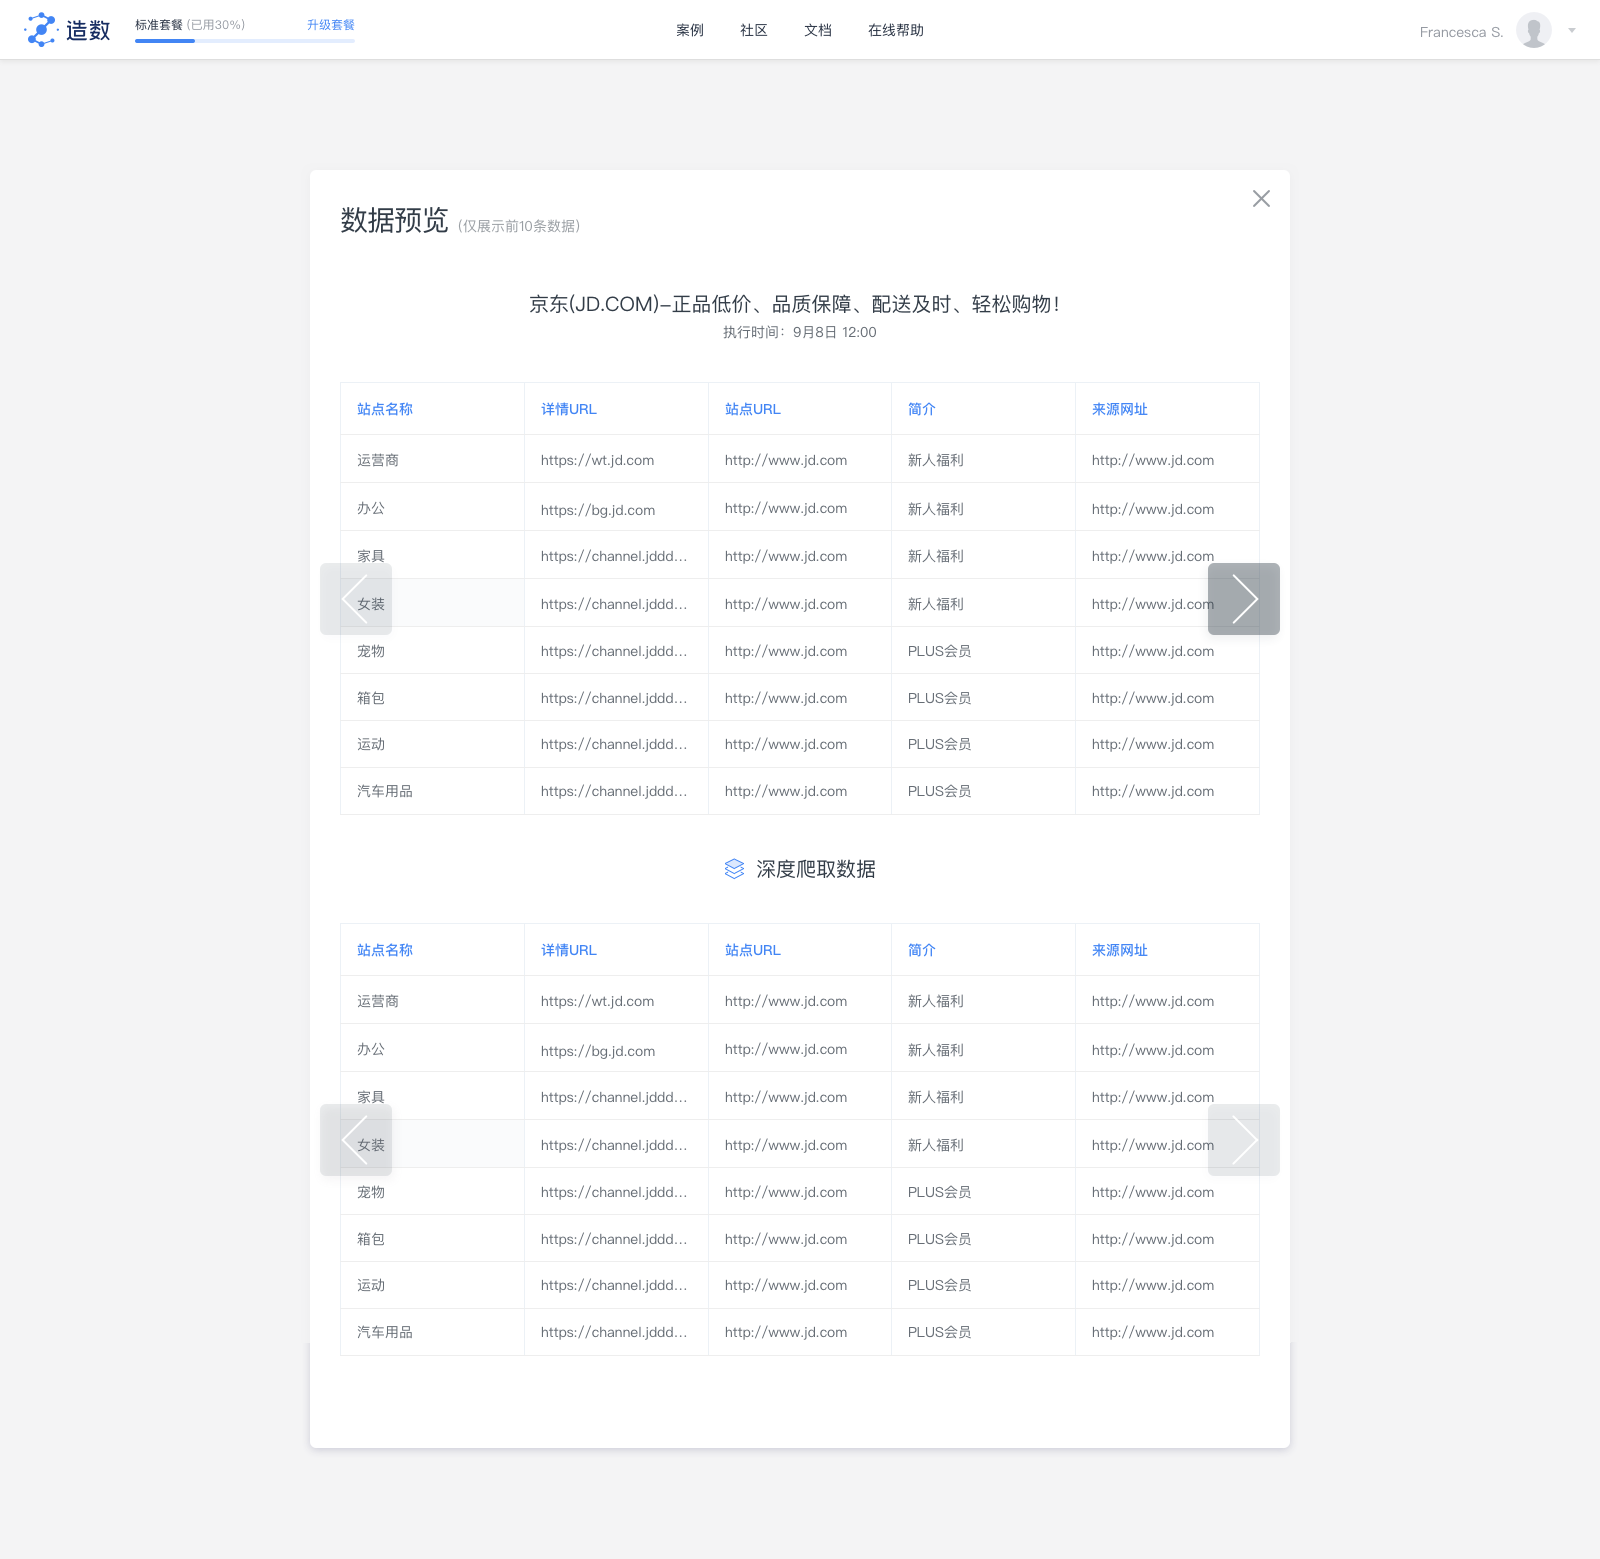 造数 标准套餐 (已用30%) 升级套餐 案例 社区 文档 在线帮助 Francesca S.
数据预览 (仅展示前10条数据)
京东(JD.COM)-正品低价、品质保障、配送及时、轻松购物！
执行时间：9月8日 12:00
站点名称 详情URL 站点URL 简介 来源网址
运营商 https://wt.jd.com http://www.jd.com 新人福利 http://www.jd.com
办公 https://bg.jd.com http://www.jd.com 新人福利 http://www.jd.com
家具 https://channel.jddd... http://www.jd.com 新人福利 http://www.jd.com
女装 https://channel.jddd... http://www.jd.com 新人福利 http://www.jd.com
宠物 https://channel.jddd... http://www.jd.com PLUS会员 http://www.jd.com
箱包 https://channel.jddd... http://www.jd.com PLUS会员 http://www.jd.com
运动 https://channel.jddd... http://www.jd.com PLUS会员 http://www.jd.com
汽车用品 https://channel.jddd... http://www.jd.com PLUS会员 http://www.jd.com
深度爬取数据
站点名称 详情URL 站点URL 简介 来源网址
运营商 https://wt.jd.com http://www.jd.com 新人福利 http://www.jd.com
办公 https://bg.jd.com http://www.jd.com 新人福利 http://www.jd.com
家具 https://channel.jddd... http://www.jd.com 新人福利 http://www.jd.com
女装 https://channel.jddd... http://www.jd.com 新人福利 http://www.jd.com
宠物 https://channel.jddd... http://www.jd.com PLUS会员 http://www.jd.com
箱包 https://channel.jddd... http://www.jd.com PLUS会员 http://www.jd.com
运动 https://channel.jddd... http://www.jd.com PLUS会员 http://www.jd.com
汽车用品 https://channel.jddd... http://www.jd.com PLUS会员 http://www.jd.com